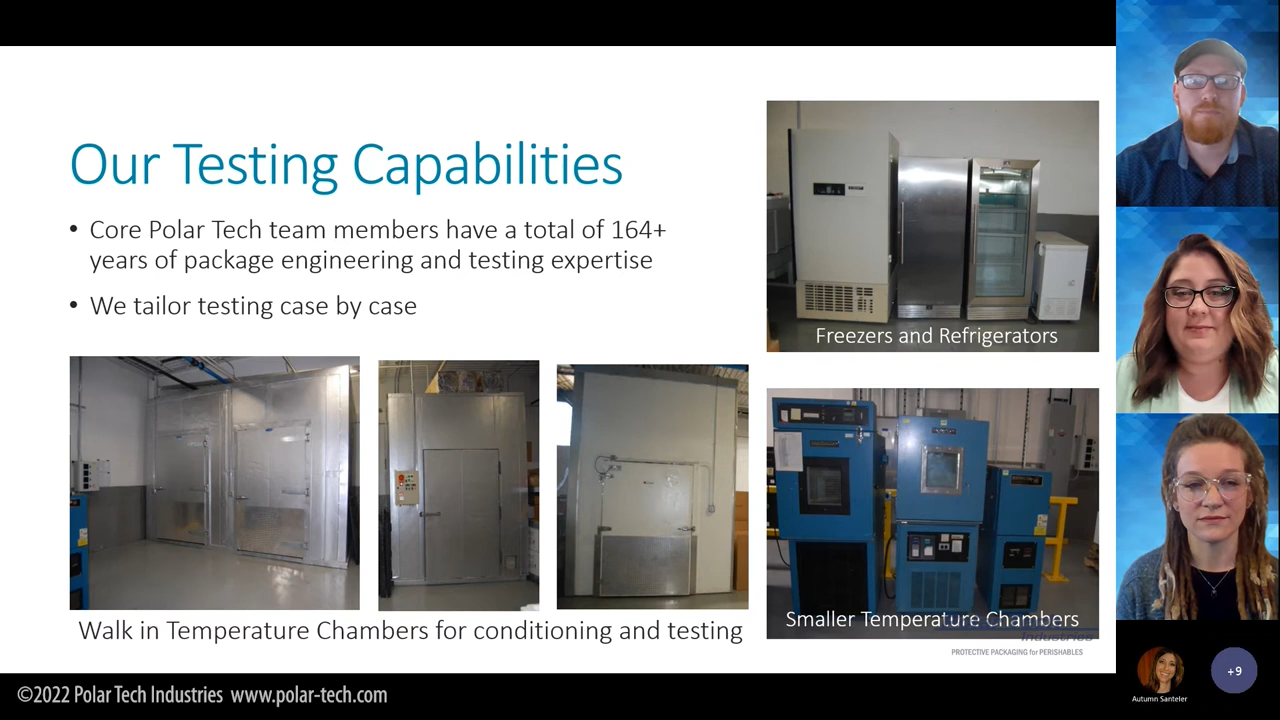 Our Testing Capabilities
• Core Polar Tech team members have a total of 164+
years of package engineering and testing expertise
• We tailor testing case by case
Freezers and Refrigerators
Walk in Temperature Chambers for conditioning and testing
Smaller Temperature Chambers
Industries
PROTECTIVE PACKAGING for PERISHABLES
Autumn Santeler
+9
©2022 Polar Tech Industries www.polar-tech.com